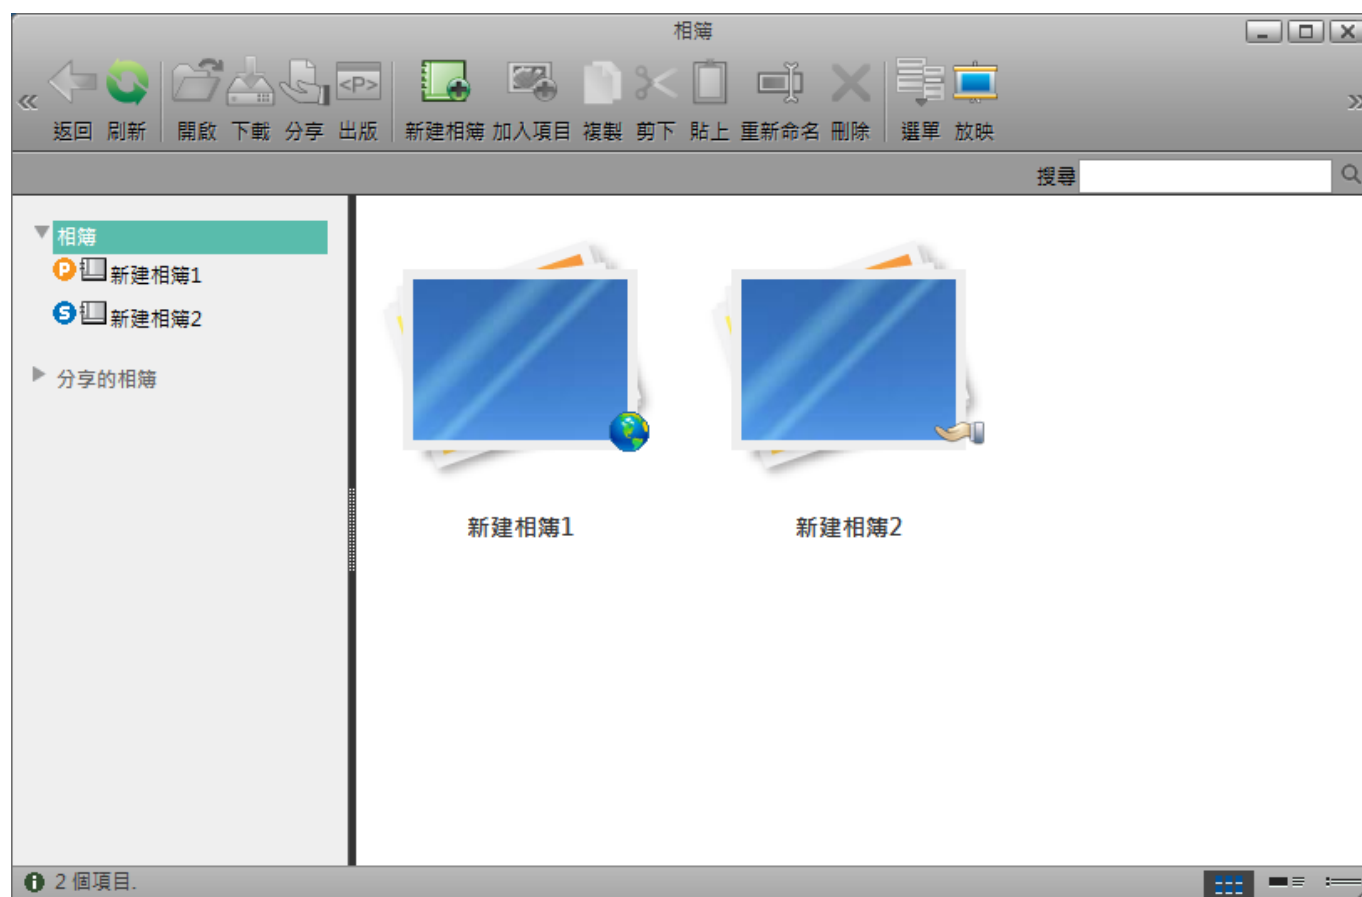 相簿
返回 刷新 開啟 下載 分享 <P> 出版 新建相簿 加入項目 複製 剪下 貼上 重新命名 刪除 選單 放映
搜尋
相簿
P 新建相簿1
S 新建相簿2
分享的相簿
新建相簿1 新建相簿2
2 個項目.